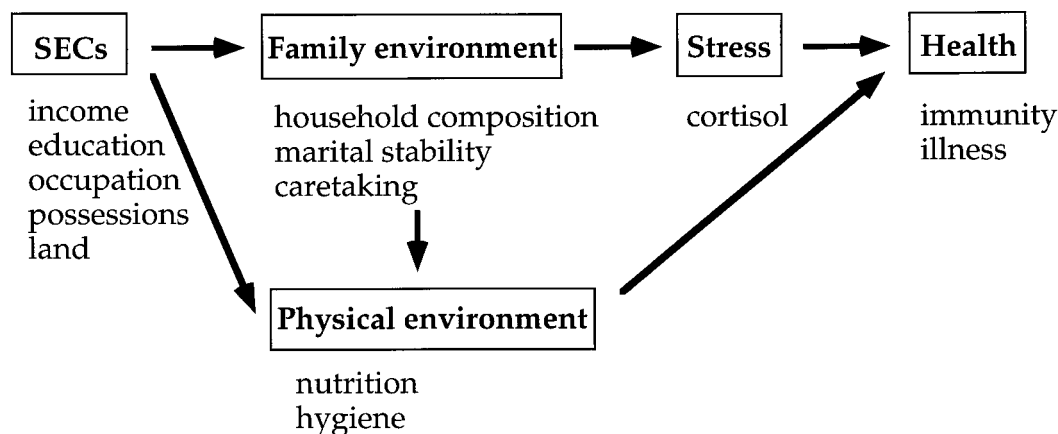 SECs
income
education
occupation
possessions
land
Family environment
household composition
marital stability
caretaking
Stress
cortisol
Health
immunity
illness
Physical environment
nutrition
hygiene